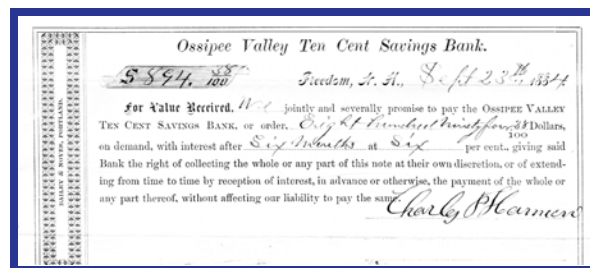 Ossipee Valley Ten Cent Savings Bank.
$894. 38/100 Freedom, N. H., Sept 23th 1884.
For Value Received, We jointly and severally promise to pay the OSSIPEE VALLEY
TEN CENT SAVINGS BANK, or order, Eight hundred ninety four 38/100 Dollars,
on demand, with interest after Six Months at Six per cent., giving said
Bank the right of collecting the whole or any part of this note at their own discretion, or of extend-
ing from time to time by reception of interest, in advance or otherwise, the payment of the whole or
any part thereof, without affecting our liability to pay the same.
Charles P. Harmon
BAILEY & NOYES, PORTLAND.